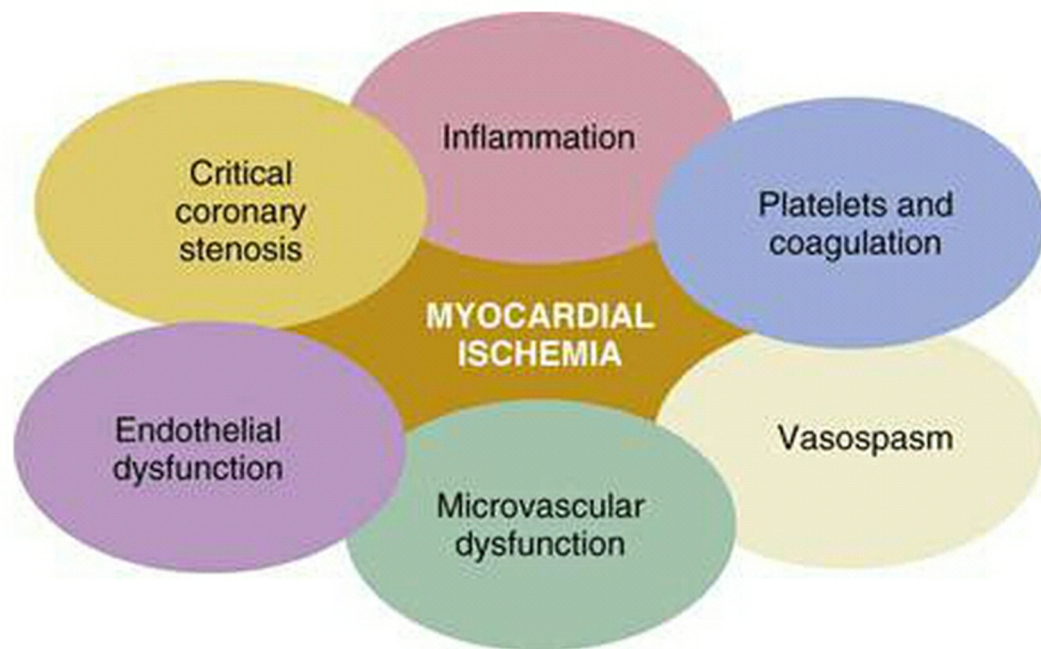 Inflammation
Critical
coronary
stenosis
Platelets and
coagulation
MYOCARDIAL
ISCHEMIA
Endothelial
dysfunction
Vasospasm
Microvascular
dysfunction